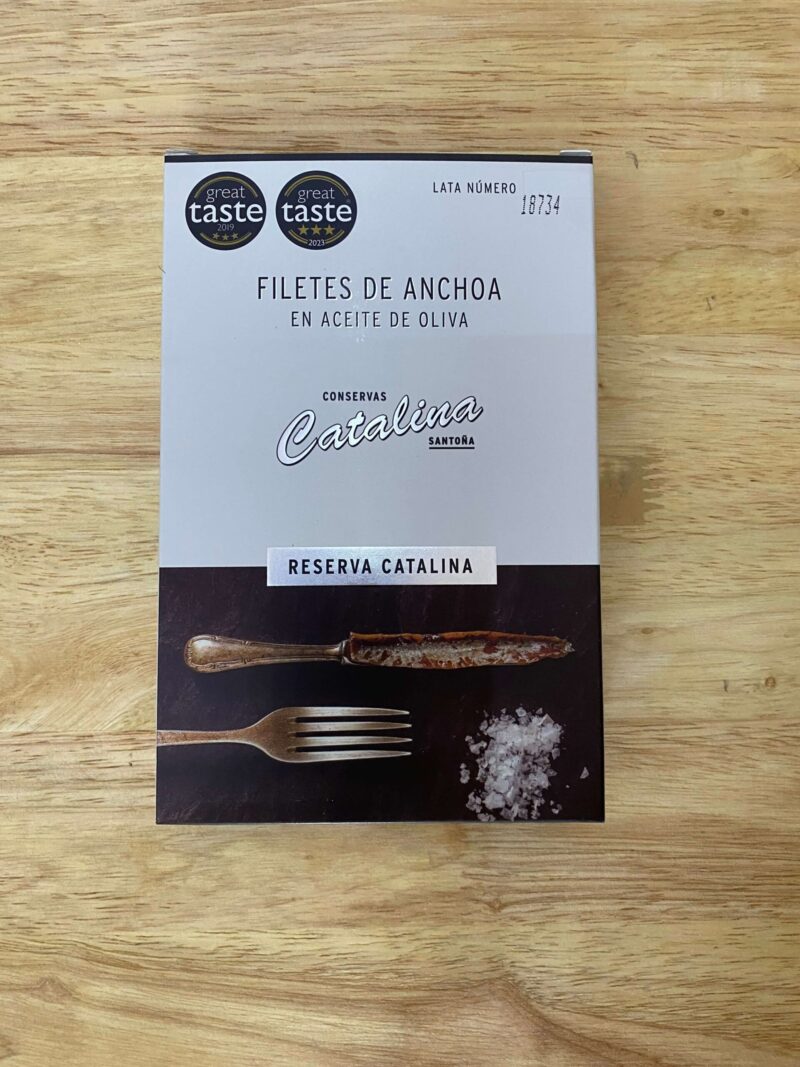 great
taste
2019
great
taste
2023
LATA NÚMERO
18734
FILETES DE ANCHOA
EN ACEITE DE OLIVA
CONSERVAS
Catalina
SANTOÑA
RESERVA CATALINA